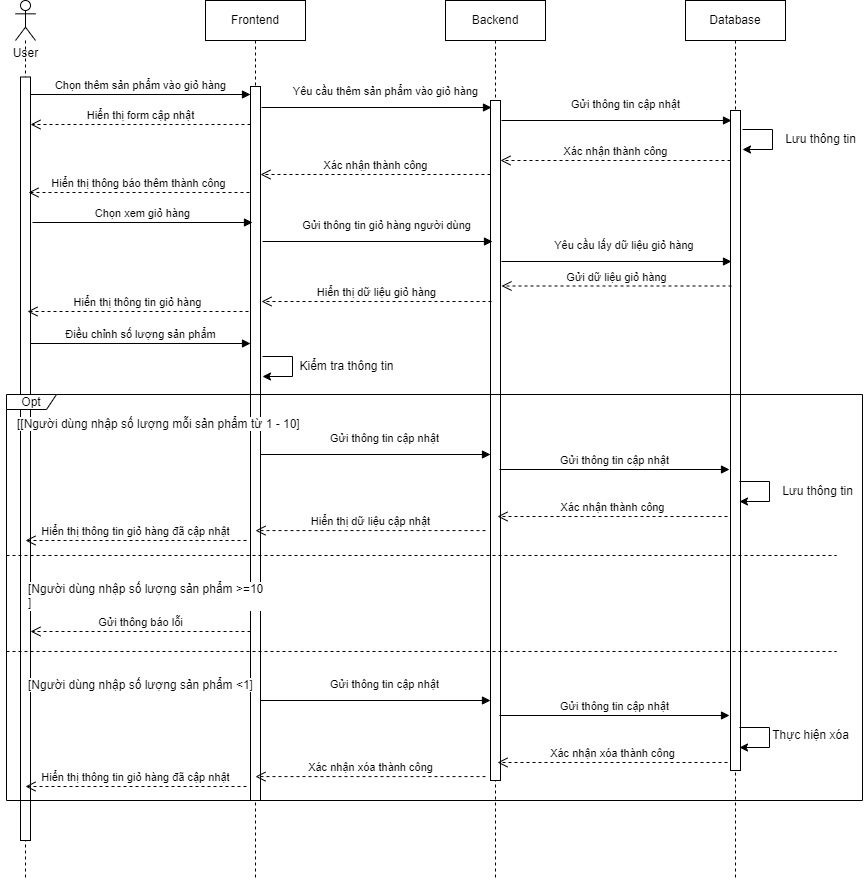 User
Frontend
Backend
Database
Chọn thêm sản phẩm vào giỏ hàng
Yêu cầu thêm sản phẩm vào giỏ hàng
Gửi thông tin cập nhật
Hiển thị form cập nhật
Lưu thông tin
Xác nhận thành công
Xác nhận thành công
Hiển thị thông báo thêm thành công
Chọn xem giỏ hàng
Gửi thông tin giỏ hàng người dùng
Yêu cầu lấy dữ liệu giỏ hàng
Gửi dữ liệu giỏ hàng
Hiển thị dữ liệu giỏ hàng
Hiển thị thông tin giỏ hàng
Điều chỉnh số lượng sản phẩm
Kiểm tra thông tin
Opt
[[Người dùng nhập số lượng mỗi sản phẩm từ 1 - 10]
Gửi thông tin cập nhật
Gửi thông tin cập nhật
Lưu thông tin
Xác nhận thành công
Hiển thị dữ liệu cập nhật
Hiển thị thông tin giỏ hàng đã cập nhật
[Người dùng nhập số lượng sản phẩm >=10
]
Gửi thông báo lỗi
[Người dùng nhập số lượng sản phẩm <1]
Gửi thông tin cập nhật
Gửi thông tin cập nhật
Thực hiện xóa
Xác nhận xóa thành công
Xác nhận xóa thành công
Hiển thị thông tin giỏ hàng đã cập nhật